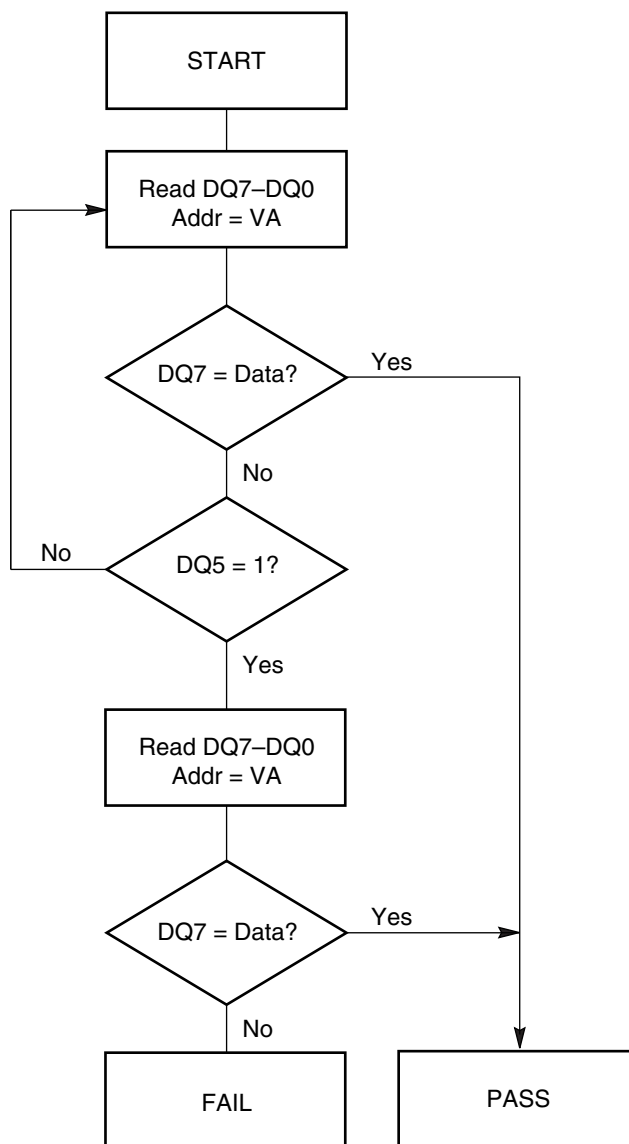 START
Read DQ7–DQ0
Addr = VA
DQ7 = Data?
Yes
No
DQ5 = 1?
No
Yes
Read DQ7–DQ0
Addr = VA
DQ7 = Data?
Yes
No
FAIL
PASS